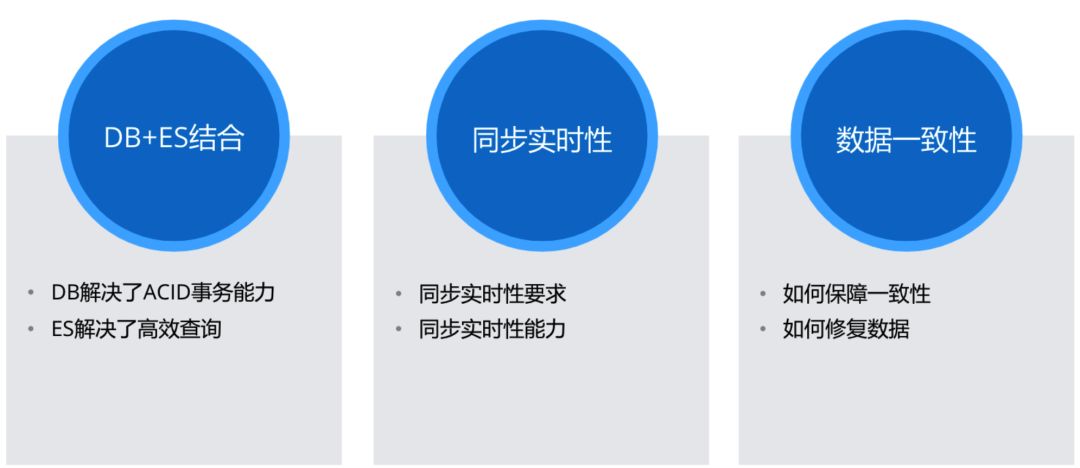 DB+ES结合
• DB解决了ACID事务能力
• ES解决了高效查询
同步实时性
• 同步实时性要求
• 同步实时性能力
数据一致性
• 如何保障一致性
• 如何修复数据